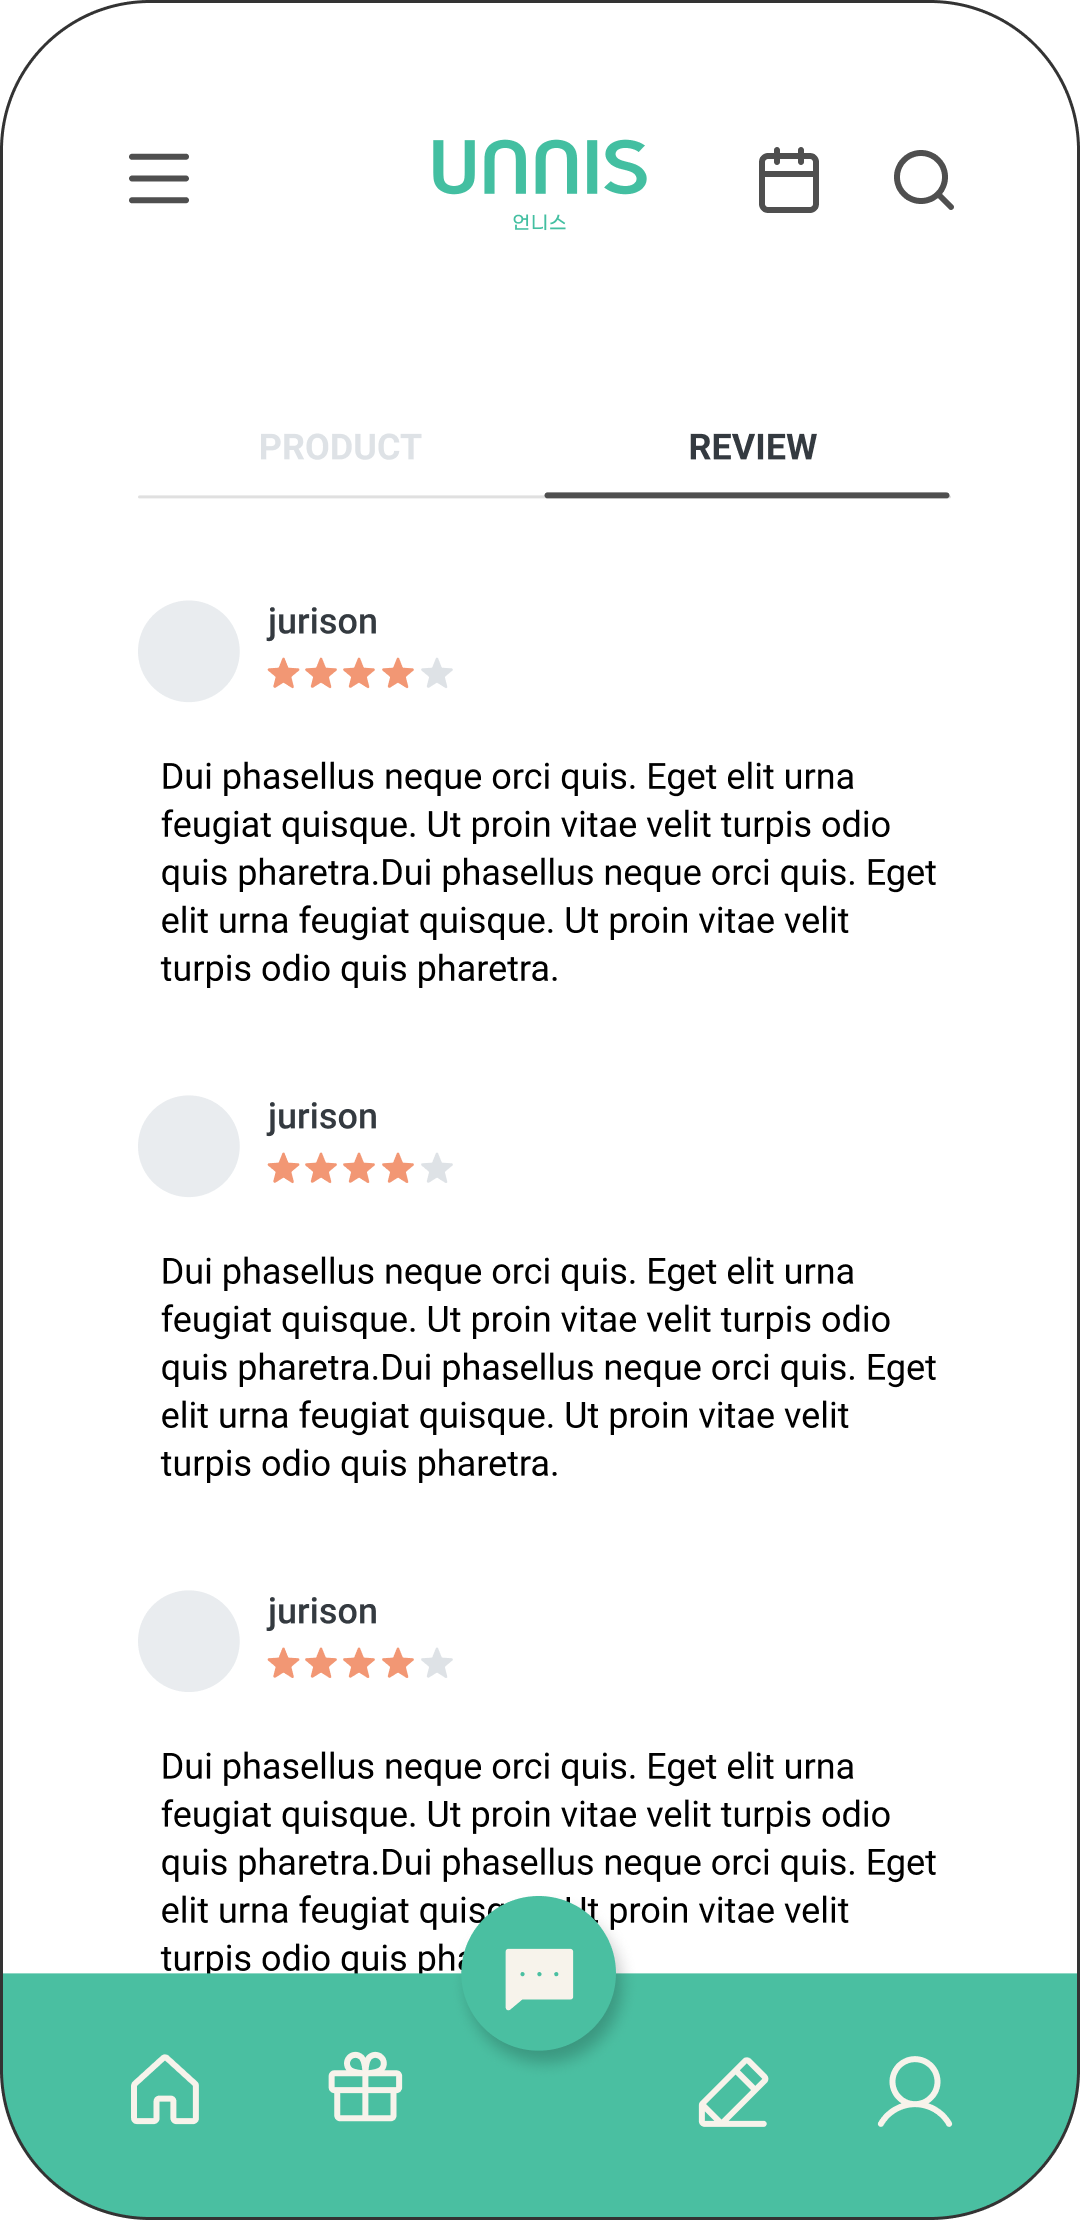 UNNIS
언니스
PRODUCT
REVIEW
jurison
Dui phasellus neque orci quis. Eget elit urna
feugiat quisque. Ut proin vitae velit turpis odio
quis pharetra.Dui phasellus neque orci quis. Eget
elit urna feugiat quisque. Ut proin vitae velit
turpis odio quis pharetra.
jurison
Dui phasellus neque orci quis. Eget elit urna
feugiat quisque. Ut proin vitae velit turpis odio
quis pharetra.Dui phasellus neque orci quis. Eget
elit urna feugiat quisque. Ut proin vitae velit
turpis odio quis pharetra.
jurison
Dui phasellus neque orci quis. Eget elit urna
feugiat quisque. Ut proin vitae velit turpis odio
quis pharetra.Dui phasellus neque orci quis. Eget
elit urna feugiat Ut proin vitae velit
turpis odio quis